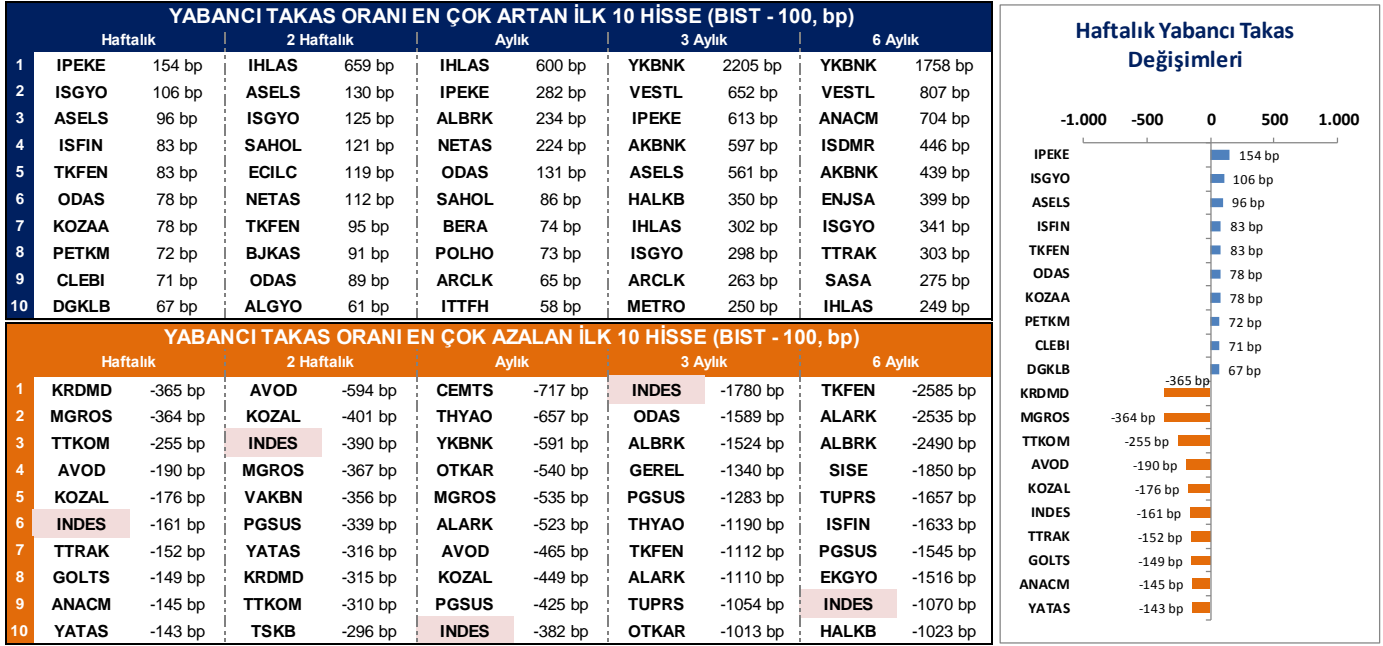 YABANCI TAKAS ORANI EN ÇOK ARTAN İLK 10 HİSSE (BIST - 100, bp)
Haftalık 2 Haftalık Aylık 3 Aylık 6 Aylık
1 IPEKE 154 bp IHLAS 659 bp IHLAS 600 bp YKBNK 2205 bp YKBNK 1758 bp
2 ISGYO 106 bp ASELS 130 bp IPEKE 282 bp VESTL 652 bp VESTL 807 bp
3 ASELS 96 bp ISGYO 125 bp ALBRK 234 bp IPEKE 613 bp ANACM 704 bp
4 ISFIN 83 bp SAHOL 121 bp NETAS 224 bp AKBNK 597 bp ISDMR 446 bp
5 TKFEN 83 bp ECILC 119 bp ODAS 131 bp ASELS 561 bp AKBNK 439 bp
6 ODAS 78 bp NETAS 112 bp SAHOL 86 bp HALKB 350 bp ENJSA 399 bp
7 KOZAA 78 bp TKFEN 95 bp BERA 74 bp IHLAS 302 bp ISGYO 341 bp
8 PETKM 72 bp BJKAS 91 bp POLHO 73 bp ISGYO 298 bp TTRAK 303 bp
9 CLEBI 71 bp ODAS 89 bp ARCLK 65 bp ARCLK 263 bp SASA 275 bp
10 DGKLB 67 bp ALGYO 61 bp ITTFH 58 bp METRO 250 bp IHLAS 249 bp
YABANCI TAKAS ORANI EN ÇOK AZALAN İLK 10 HİSSE (BIST - 100, bp)
Haftalık 2 Haftalık Aylık 3 Aylık 6 Aylık
1 KRDMD -365 bp AVOD -594 bp CEMTS -717 bp INDES -1780 bp TKFEN -2585 bp
2 MGROS -364 bp KOZAL -401 bp THYAO -657 bp ODAS -1589 bp ALARK -2535 bp
3 TTKOM -255 bp INDES -390 bp YKBNK -591 bp ALBRK -1524 bp ALBRK -2490 bp
4 AVOD -190 bp MGROS -367 bp OTKAR -540 bp GEREL -1340 bp SISE -1850 bp
5 KOZAL -176 bp VAKBN -356 bp MGROS -535 bp PGSUS -1283 bp TUPRS -1657 bp
6 INDES -161 bp PGSUS -339 bp ALARK -523 bp THYAO -1190 bp ISFIN -1633 bp
7 TTRAK -152 bp YATAS -316 bp AVOD -465 bp TKFEN -1112 bp PGSUS -1545 bp
8 GOLTS -149 bp KRDMD -315 bp KOZAL -449 bp ALARK -1110 bp EKGYO -1516 bp
9 ANACM -145 bp TTKOM -310 bp PGSUS -425 bp TUPRS -1054 bp INDES -1070 bp
10 YATAS -143 bp TSKB -296 bp INDES -382 bp OTKAR -1013 bp HALKB -1023 bp
Haftalık Yabancı Takas
Değişimleri
-1.000 -500 0 500 1.000
IPEKE 154 bp
ISGYO 106 bp
ASELS 96 bp
ISFIN 83 bp
TKFEN 83 bp
ODAS 78 bp
KOZAA 78 bp
PETKM 72 bp
CLEBI 71 bp
DGKLB 67 bp
KRDMD -365 bp
MGROS -364 bp
TTKOM -255 bp
AVOD -190 bp
KOZAL -176 bp
INDES -161 bp
TTRAK -152 bp
GOLTS -149 bp
ANACM -145 bp
YATAS -143 bp